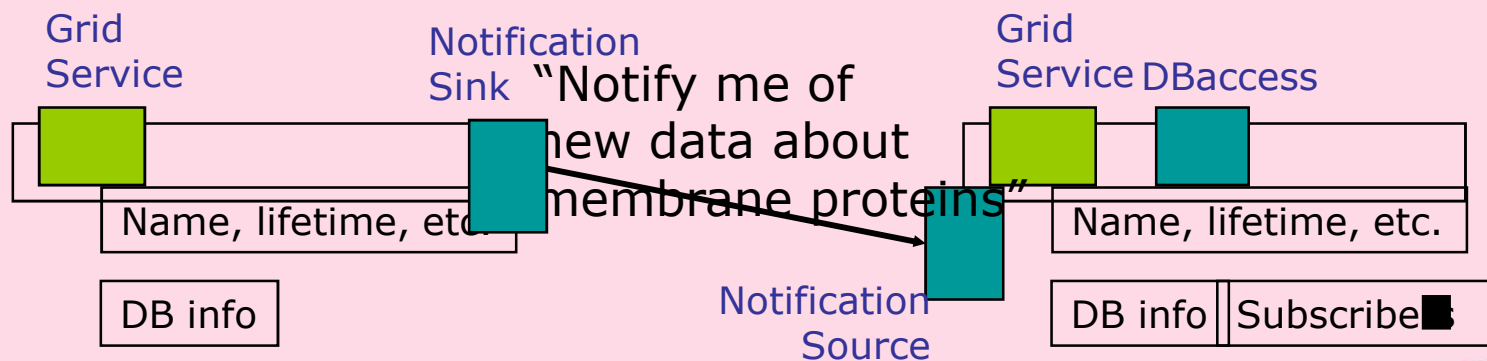 Grid
Service
Name, lifetime, etc.
DB info
Notification
Sink
“Notify me of
new data about
membrane proteins”
Notification
Source
Grid
Service
DBaccess
Name, lifetime, etc.
DB info
Subscribers